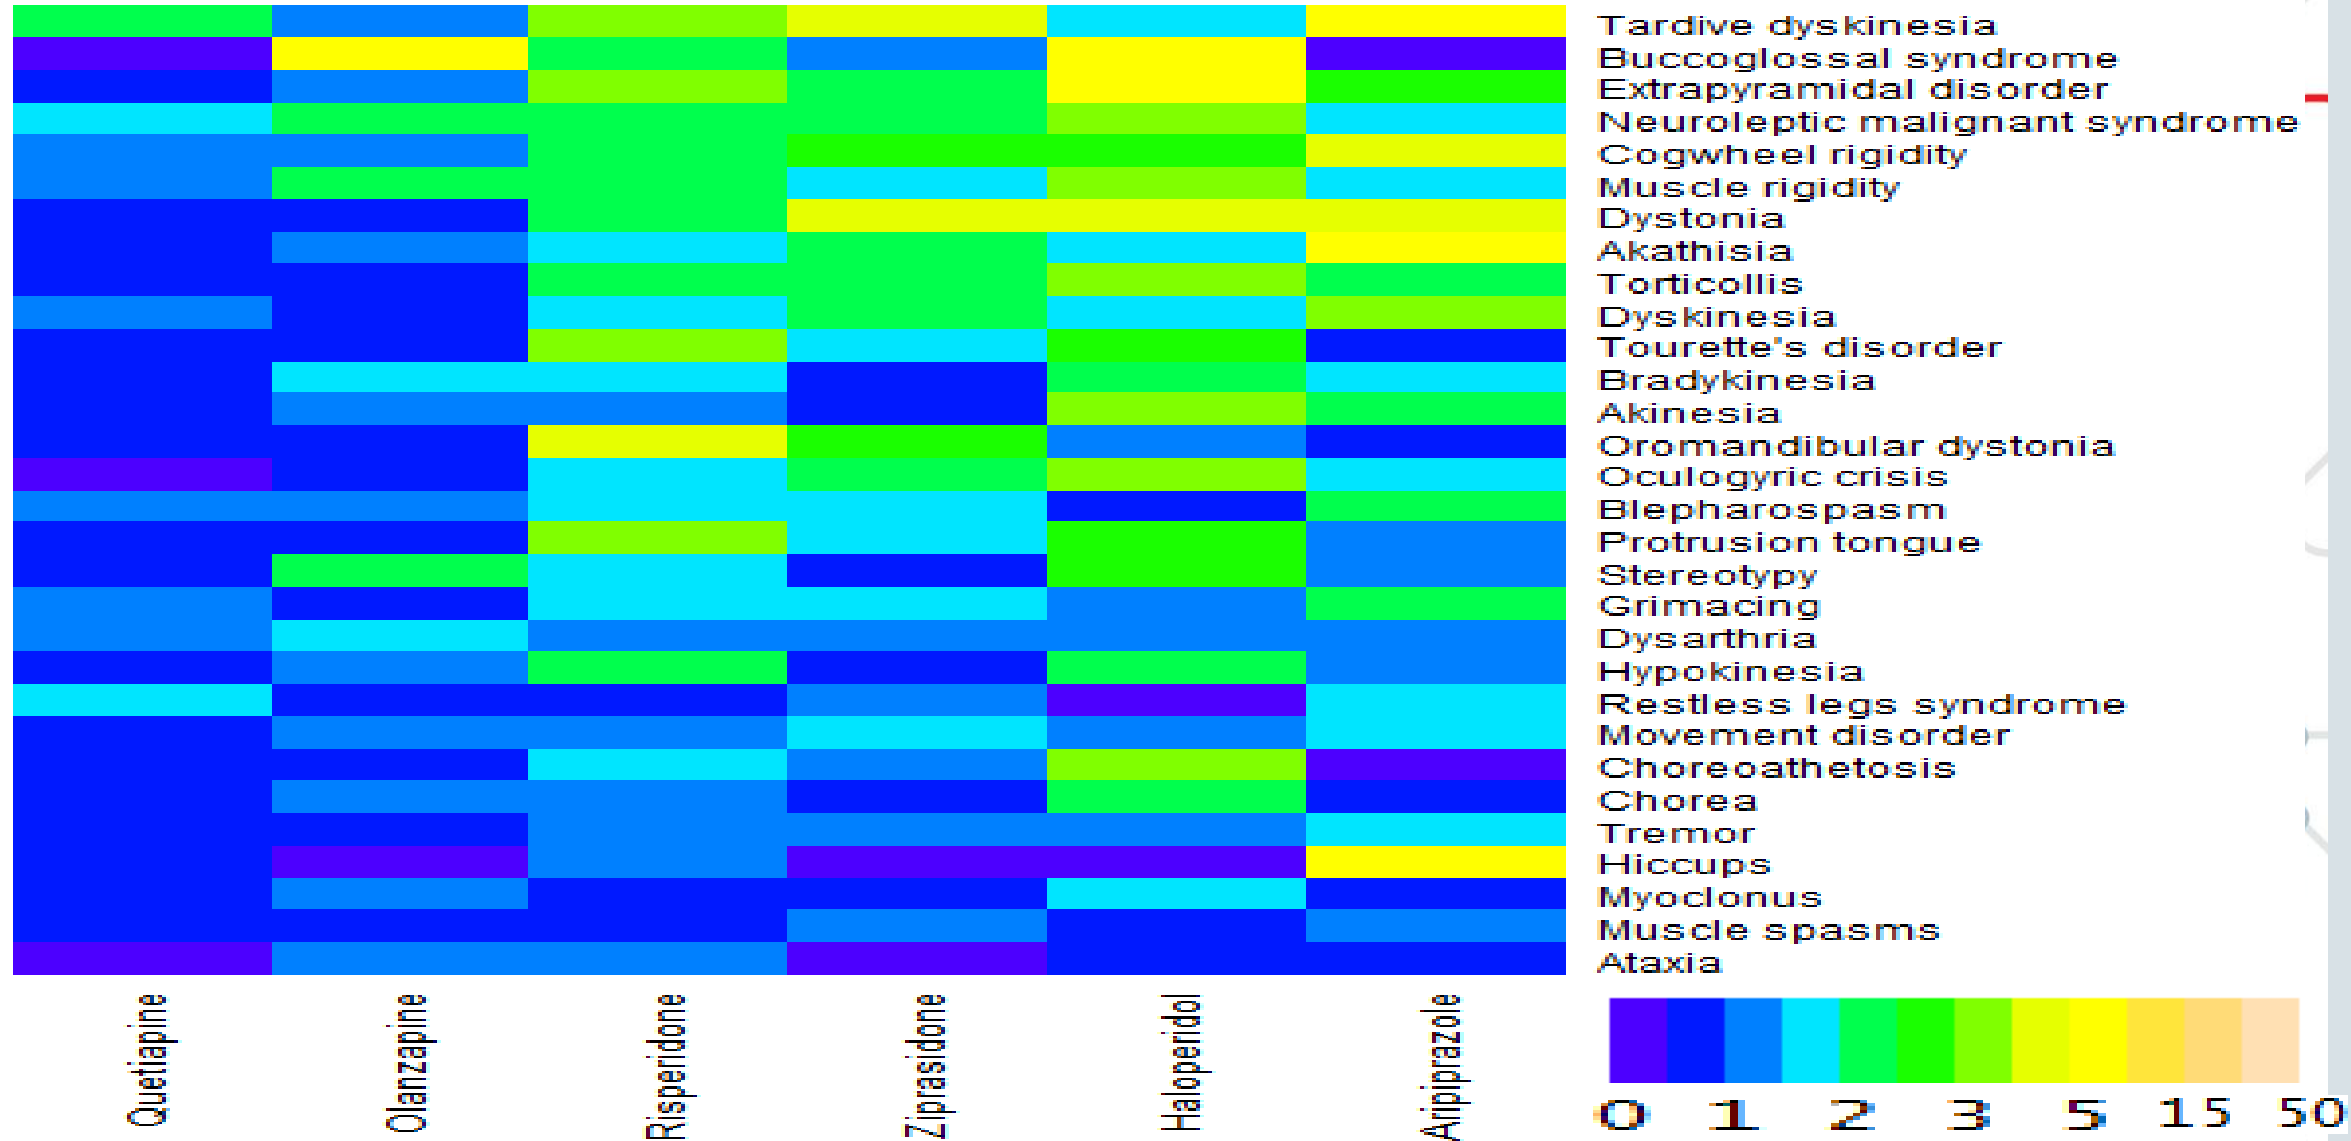 Tardive dyskinesia
Buccoglossal syndrome
Extrapyramidal disorder
Neuroleptic malignant syndrome
Cogwheel rigidity
Muscle rigidity
Dystonia
Akathisia
Torticollis
Dyskinesia
Tourette's disorder
Bradykinesia
Akinesia
Oromandibular dystonia
Oculogyric crisis
Blepharospasm
Protrusion tongue
Stereotypy
Grimacing
Dysarthria
Hypokinesia
Restless legs syndrome
Movement disorder
Choreoathetosis
Chorea
Tremor
Hiccups
Myoclonus
Muscle spasms
Ataxia
Quetiapine
Olanzapine
Risperidone
Ziprasidone
Haloperidol
Aripiprazole
0 1 2 3 5 15 50